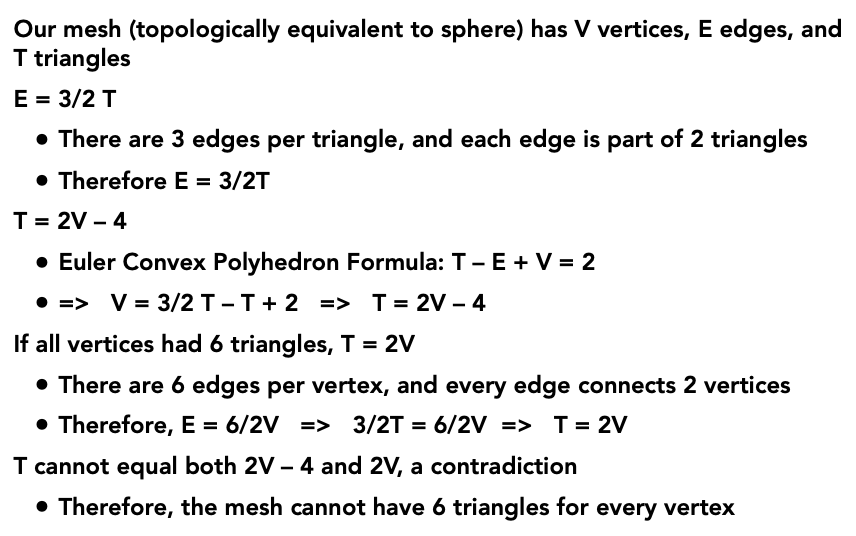 Our mesh (topologically equivalent to sphere) has V vertices, E edges, and
T triangles
E = 3/2 T
• There are 3 edges per triangle, and each edge is part of 2 triangles
• Therefore E = 3/2T
T = 2V – 4
• Euler Convex Polyhedron Formula: T – E + V = 2
• => V = 3/2 T – T + 2 => T = 2V – 4
If all vertices had 6 triangles, T = 2V
• There are 6 edges per vertex, and every edge connects 2 vertices
• Therefore, E = 6/2V => 3/2T = 6/2V => T = 2V
T cannot equal both 2V – 4 and 2V, a contradiction
• Therefore, the mesh cannot have 6 triangles for every vertex